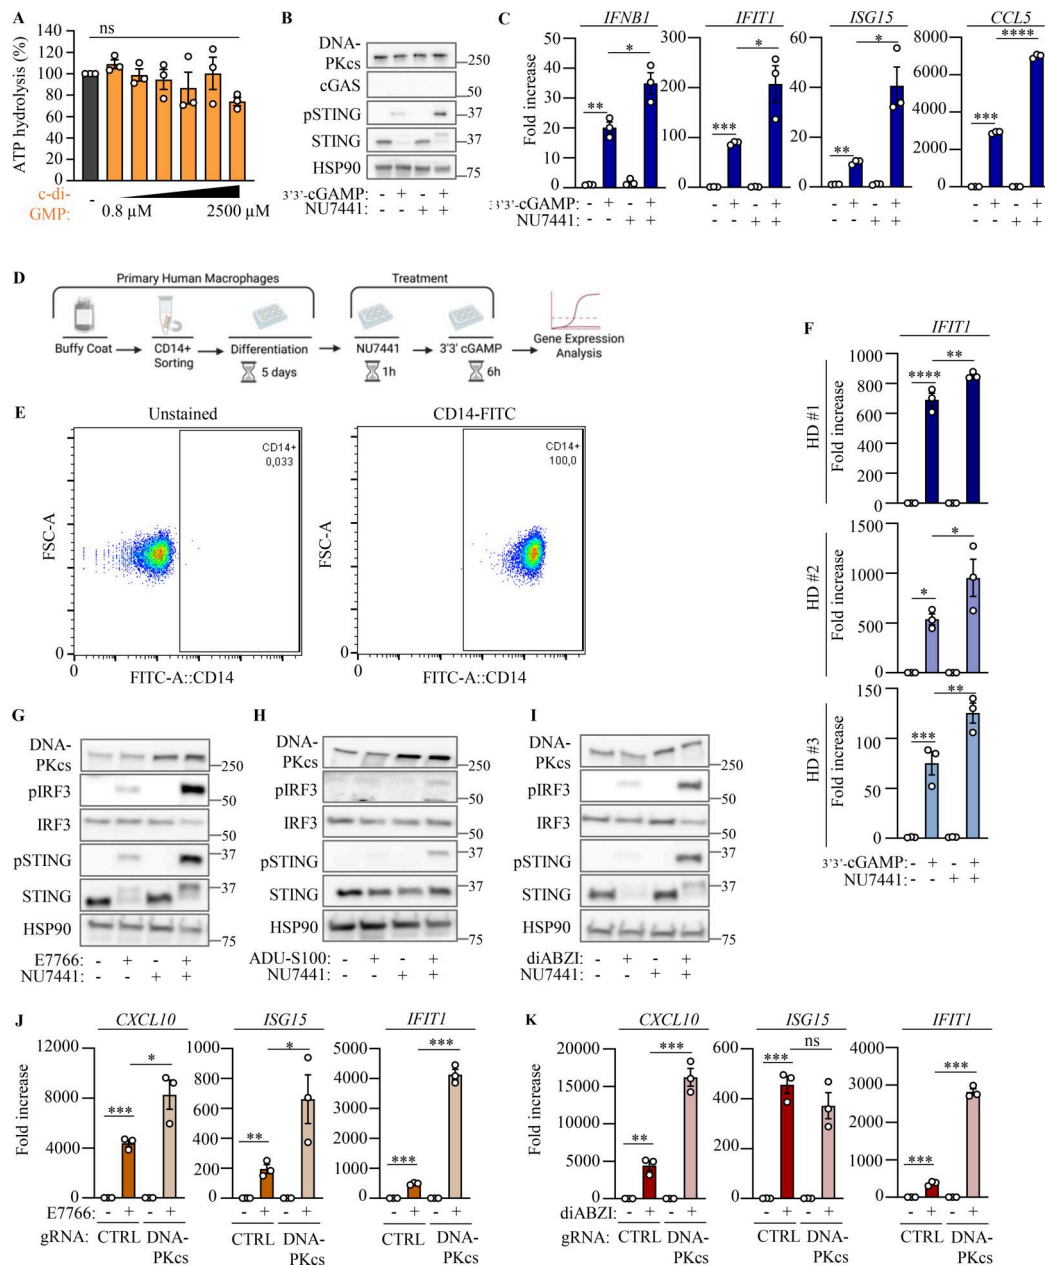 A
ns
ATP hydrolysis (%)
140
120
100
80
60
40
20
0
c-di-
GMP:
-
0.8 µM
2500 µM
B
DNA-
PKcs
250
cGAS
50
pSTING
37
STING
37
HSP90
75
3'3'-cGAMP: - + - +
NU7441: - - + +
C
IFNB1 IFIT1 ISG15 CCL5
Fold increase
50
40
30
20
10
0
** *
300
200
100
0
*** *
60
40
20
0
** *
8000
6000
4000
2000
0
*** ****
3'3'-cGAMP: - + - + - + - + - + - + - + - +
NU7441: - - + + - - + + - - + + - - + +
D
Primary Human Macrophages
Treatment
Buffy Coat
CD14+
Sorting
Differentiation
5 days
NU7441
1h
3'3' cGAMP
6h
Gene Expression
Analysis
E
Unstained
CD14+
0,033
CD14-FITC
CD14+
100,0
FSC-A
FSC-A
0
0
FITC-A::CD14
FITC-A::CD14
F
IFIT1
HD #1
Fold increase
1000
800
600
400
200
0
**** **
HD #2
Fold increase
1500
1000
500
0
* *
HD #3
Fold increase
150
100
50
0
*** **
3'3'-cGAMP: - + - +
NU7441: - - + +
G
DNA-
PKcs
250
pIRF3
50
IRF3
50
pSTING
37
STING
37
HSP90
75
E7766 - + - +
NU7441: - - + +
H
DNA-
PKcs
250
pIRF3
50
IRF3
50
pSTING
37
STING
37
HSP90
75
ADU-S100: - + - +
NU7441: - - + +
I
DNA-
PKcs
250
pIRF3
50
IRF3
50
pSTING
37
STING
37
HSP90
75
diABZI: - + - +
NU7441: - - + +
J
CXCL10 ISG15 IFIT1
Fold increase
12000
8000
4000
0
*** *
1000
800
600
400
200
0
** *
5000
4000
3000
2000
1000
0
*** ***
E7766: - + - + - + - + - + - +
gRNA: CTRL DNA- CTRL DNA- CTRL DNA-
PKcs PKcs PKcs
K
CXCL10 ISG15 IFIT1
Fold increase
20000
15000
10000
5000
0
** ***
600
400
200
0
*** ns
4000
3000
2000
1000
0
*** ***
diABZI: - + - + - + - + - + - +
gRNA: CTRL DNA- CTRL DNA- CTRL DNA-
PKcs PKcs PKcs